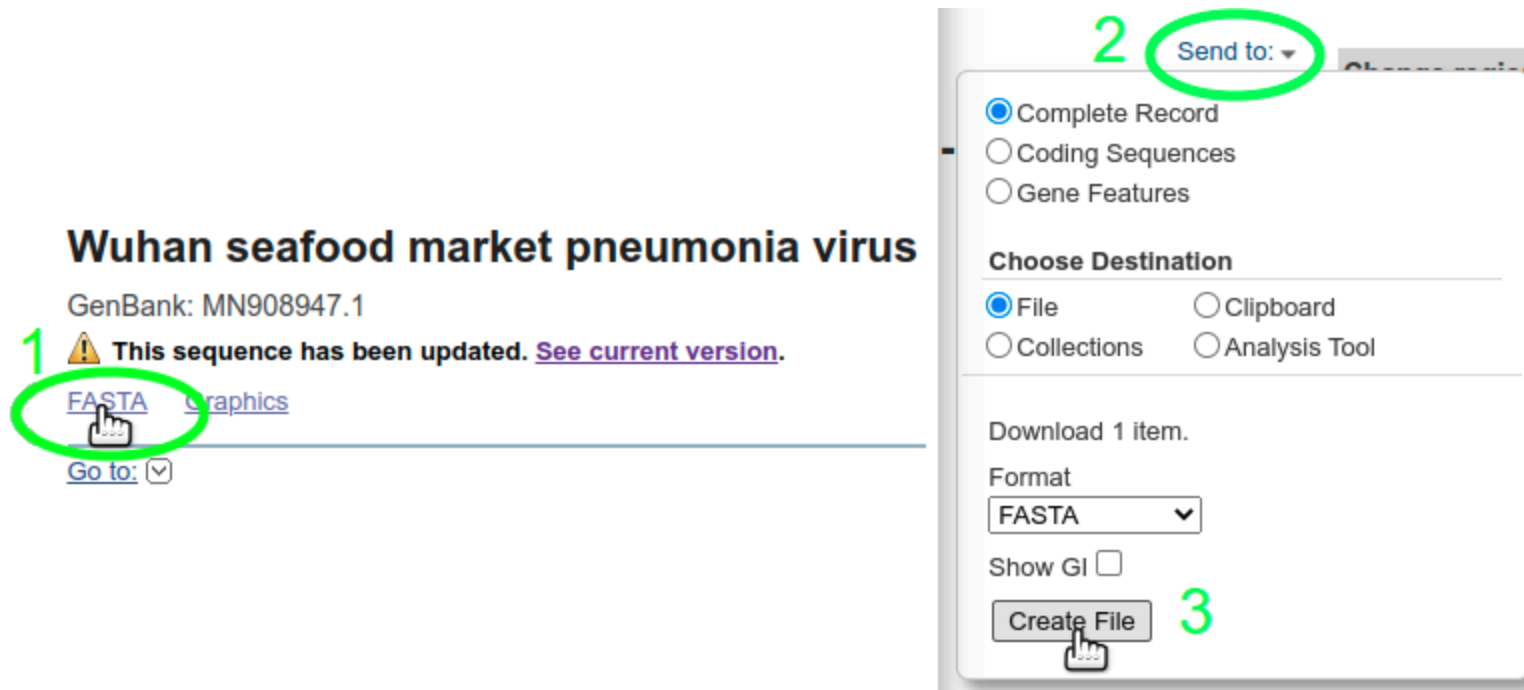 Wuhan seafood market pneumonia virus
GenBank: MN908947.1
1
This sequence has been updated. See current version.
FASTA Graphics
Go to:
2
Send to:
Complete Record
Coding Sequences
Gene Features
Choose Destination
File Clipboard
Collections Analysis Tool
Download 1 item.
Format
FASTA
Show GI
Create File
3